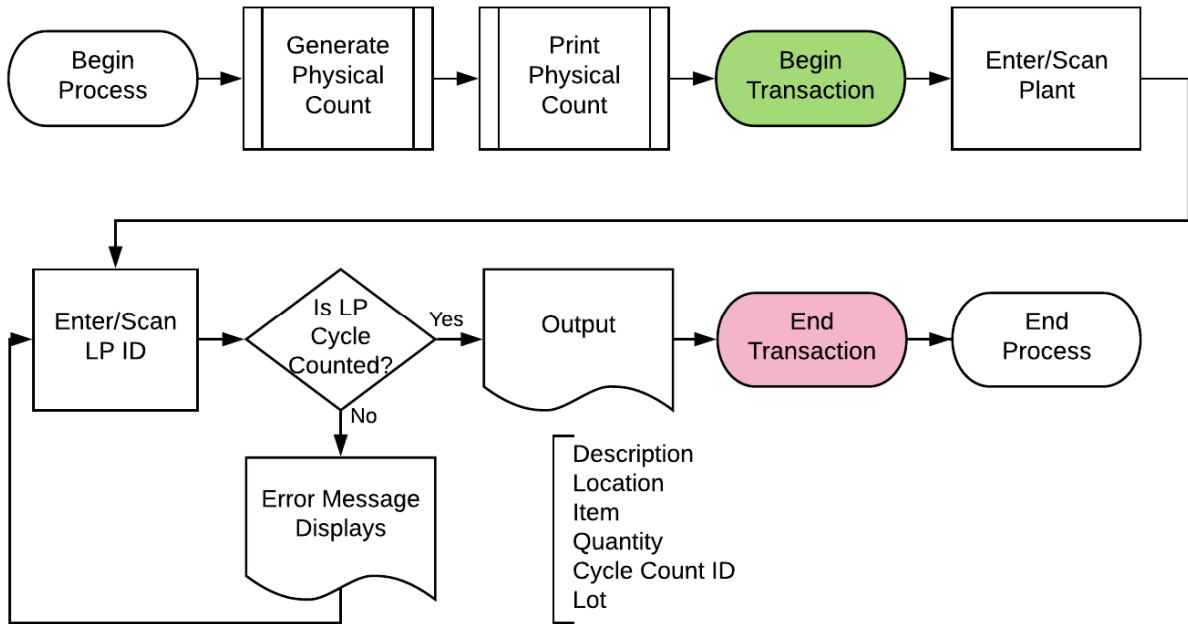 Begin
Process
Generate
Physical
Count
Print
Physical
Count
Begin
Transaction
Enter/Scan
Plant
Enter/Scan
LP ID
Is LP
Cycle
Counted?
Yes
No
Output
End
Transaction
End
Process
Error Message
Displays
Description
Location
Item
Quantity
Cycle Count ID
Lot